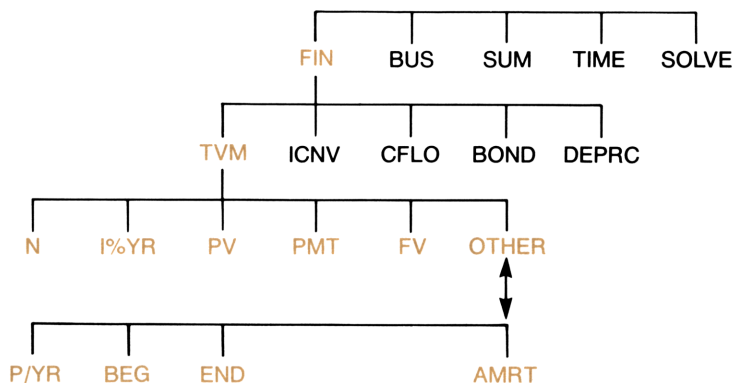 FIN BUS SUM TIME SOLVE
TVM ICNV CFLO BOND DEPRC
N I%YR PV PMT FV OTHER
P/YR BEG END AMRT